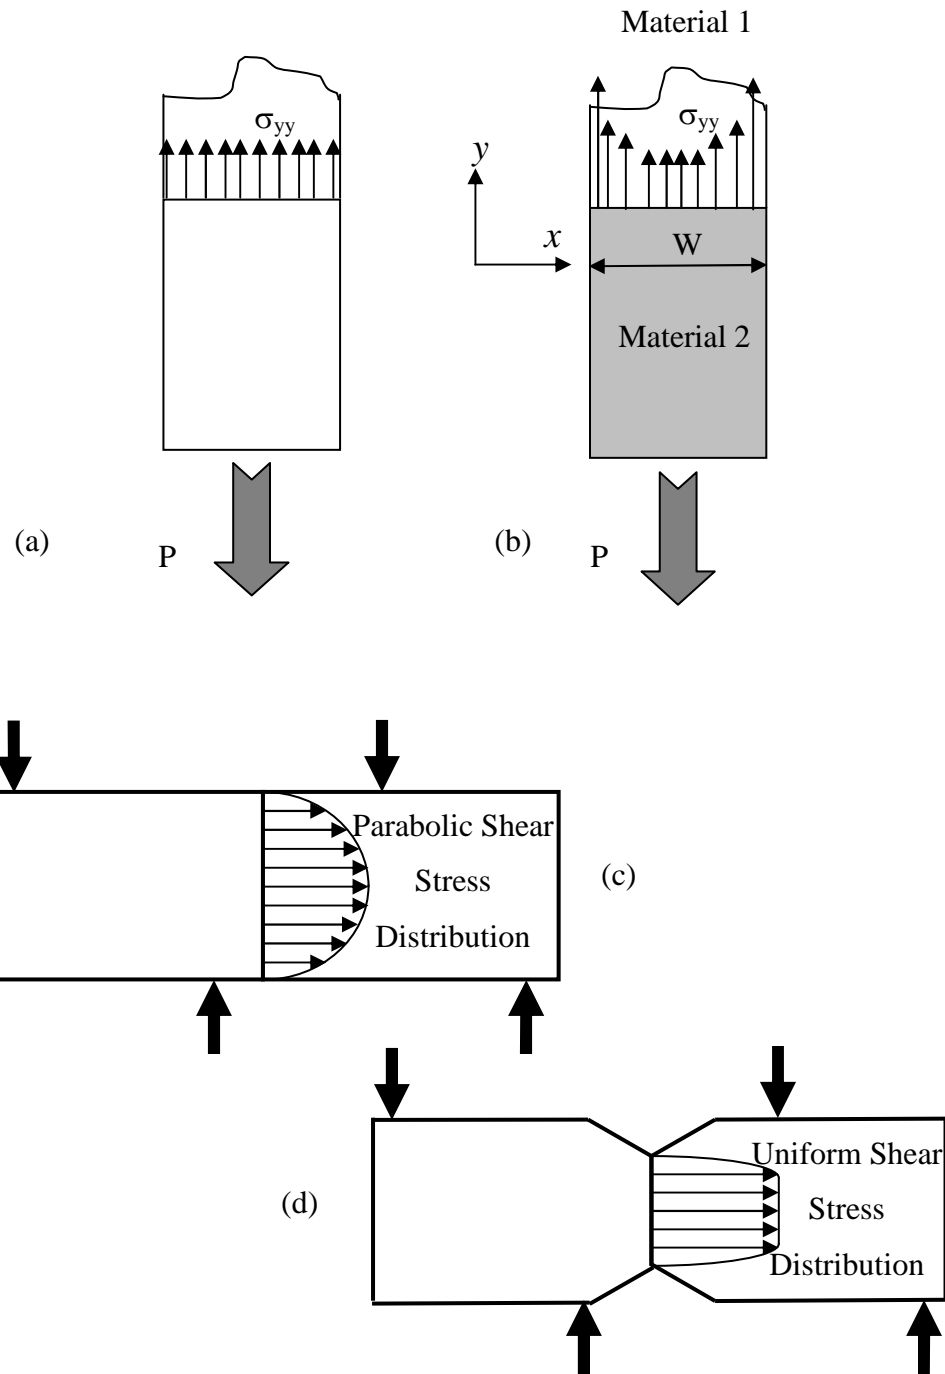 Material 1
σyy
σyy
y
x
W
Material 2
(a)
P
(b)
P
Parabolic Shear
Stress
Distribution
(c)
Uniform Shear
Stress
Distribution
(d)